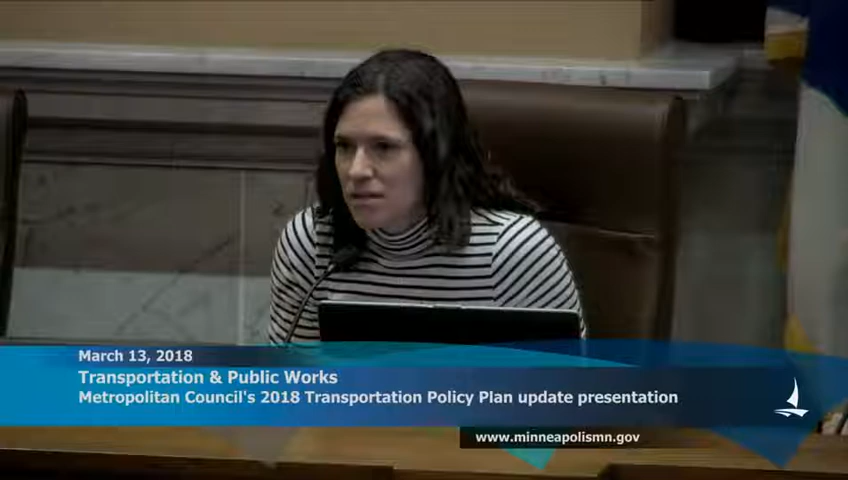 March 13, 2018
Transportation & Public Works
Metropolitan Council's 2018 Transportation Policy Plan update presentation
www.minneapolismn.gov